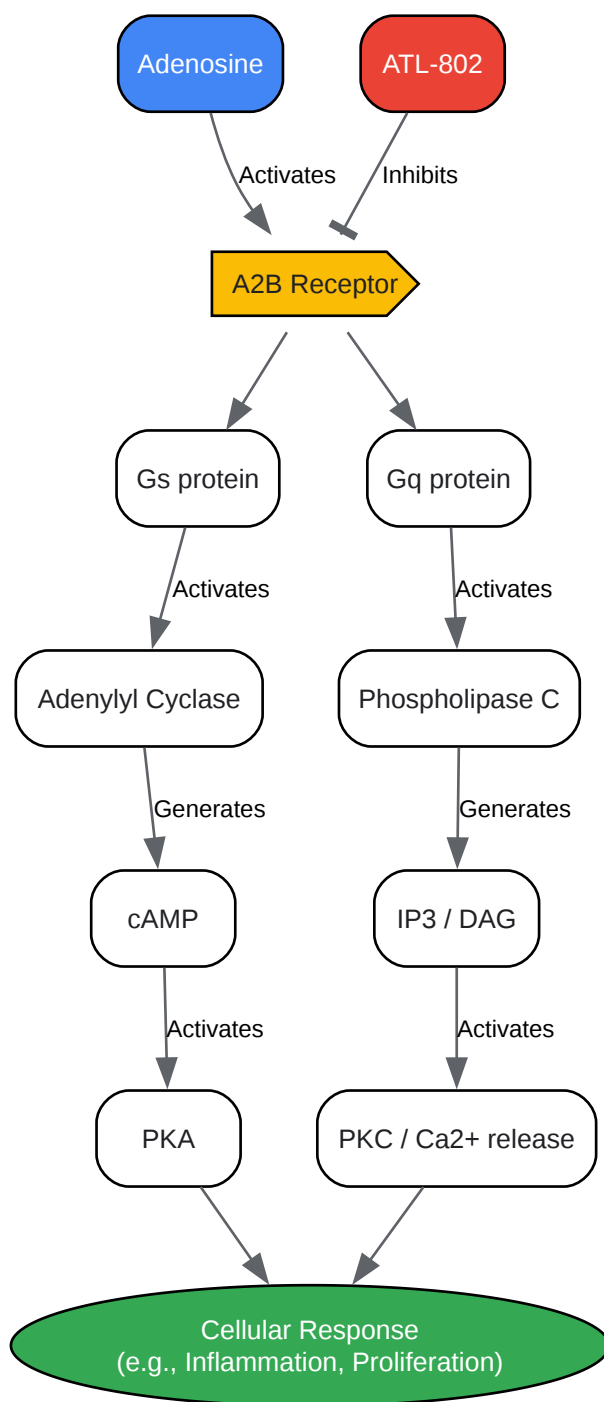 Adenosine
ATL-802
Activates
Inhibits
A2B Receptor
Gs protein
Gq protein
Activates
Activates
Adenylyl Cyclase
Phospholipase C
Generates
Generates
cAMP
IP3 / DAG
Activates
Activates
PKA
PKC / Ca2+ release
Cellular Response
(e.g., Inflammation, Proliferation)